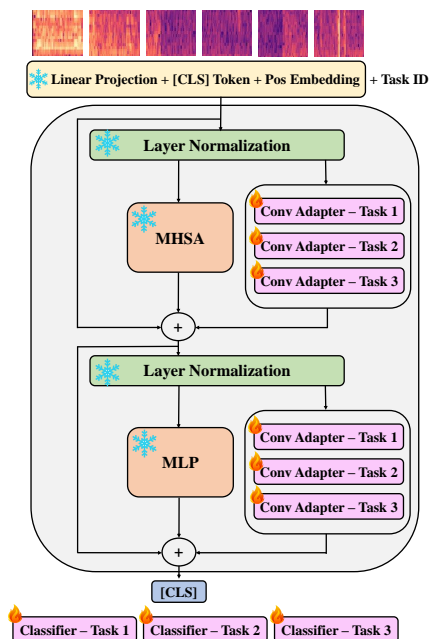 Linear Projection + [CLS] Token + Pos Embedding + Task ID
Layer Normalization
MHSA
Conv Adapter – Task 1
Conv Adapter – Task 2
Conv Adapter – Task 3
+
Layer Normalization
MLP
Conv Adapter – Task 1
Conv Adapter – Task 2
Conv Adapter – Task 3
+
[CLS]
Classifier – Task 1
Classifier – Task 2
Classifier – Task 3